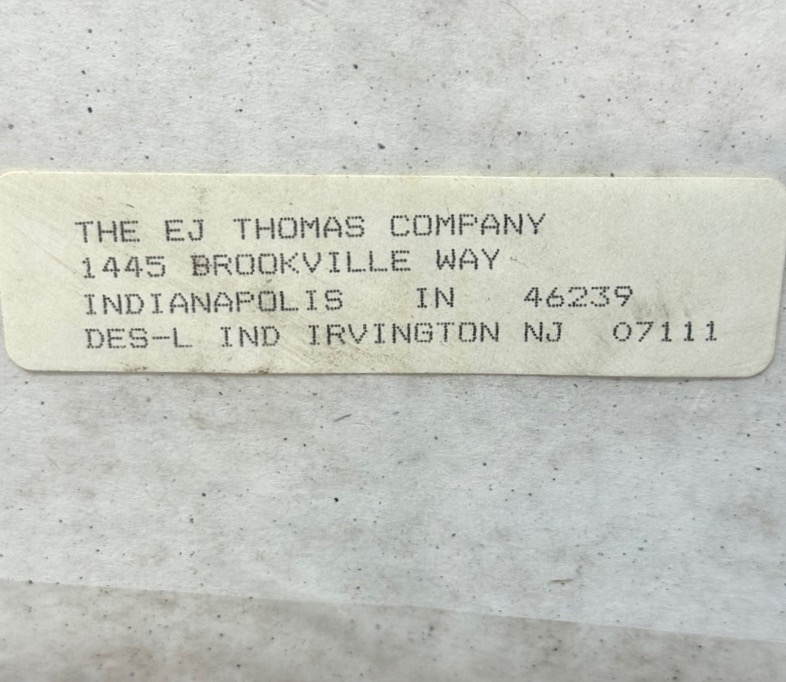 THE EJ THOMAS COMPANY
1445 BROOKVILLE WAY
INDIANAPOLIS IN 46239
DES-L IND IRVINGTON NJ 07111